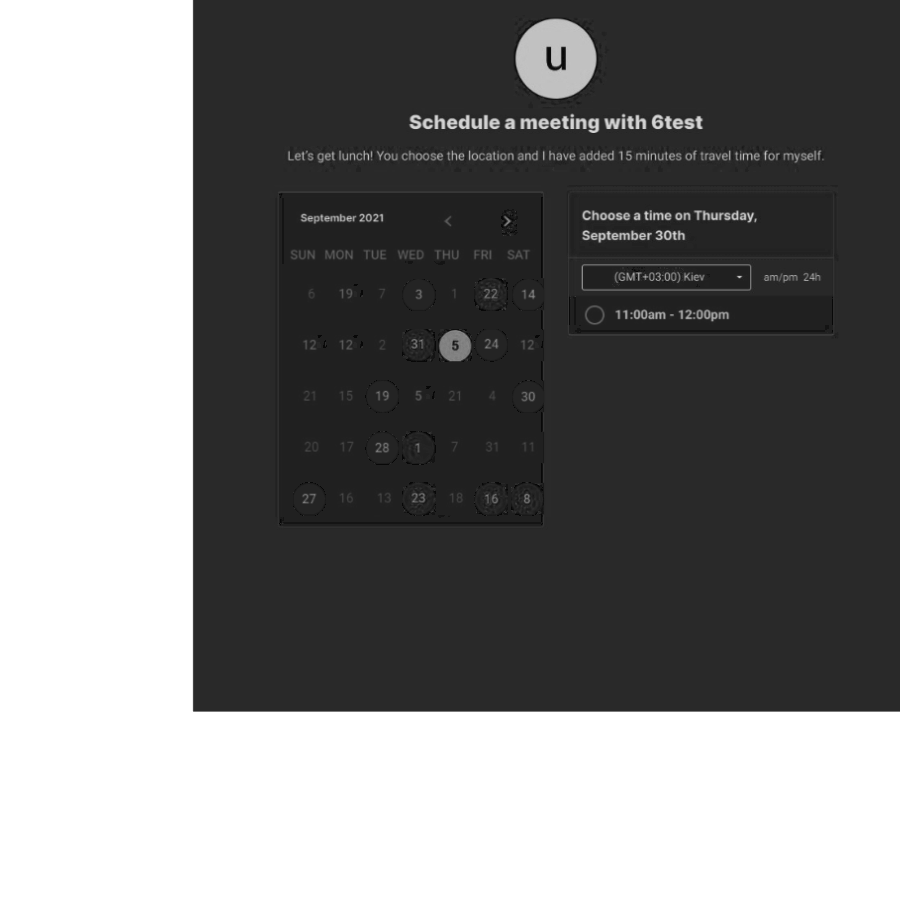 u
Schedule a meeting with 6test
Let's get lunch! You choose the location and I have added 15 minutes of travel time for myself.
September 2021
SUN MON TUE WED THU FRI SAT
6 19 7 3 1 22 14
12 12 2 31 5 24 12
21 15 19 5 21 4 30
20 17 28 1 7 31 11
27 16 13 23 18 16 8
Choose a time on Thursday,
September 30th
(GMT+03:00) Kiev am/pm 24h
11:00am - 12:00pm